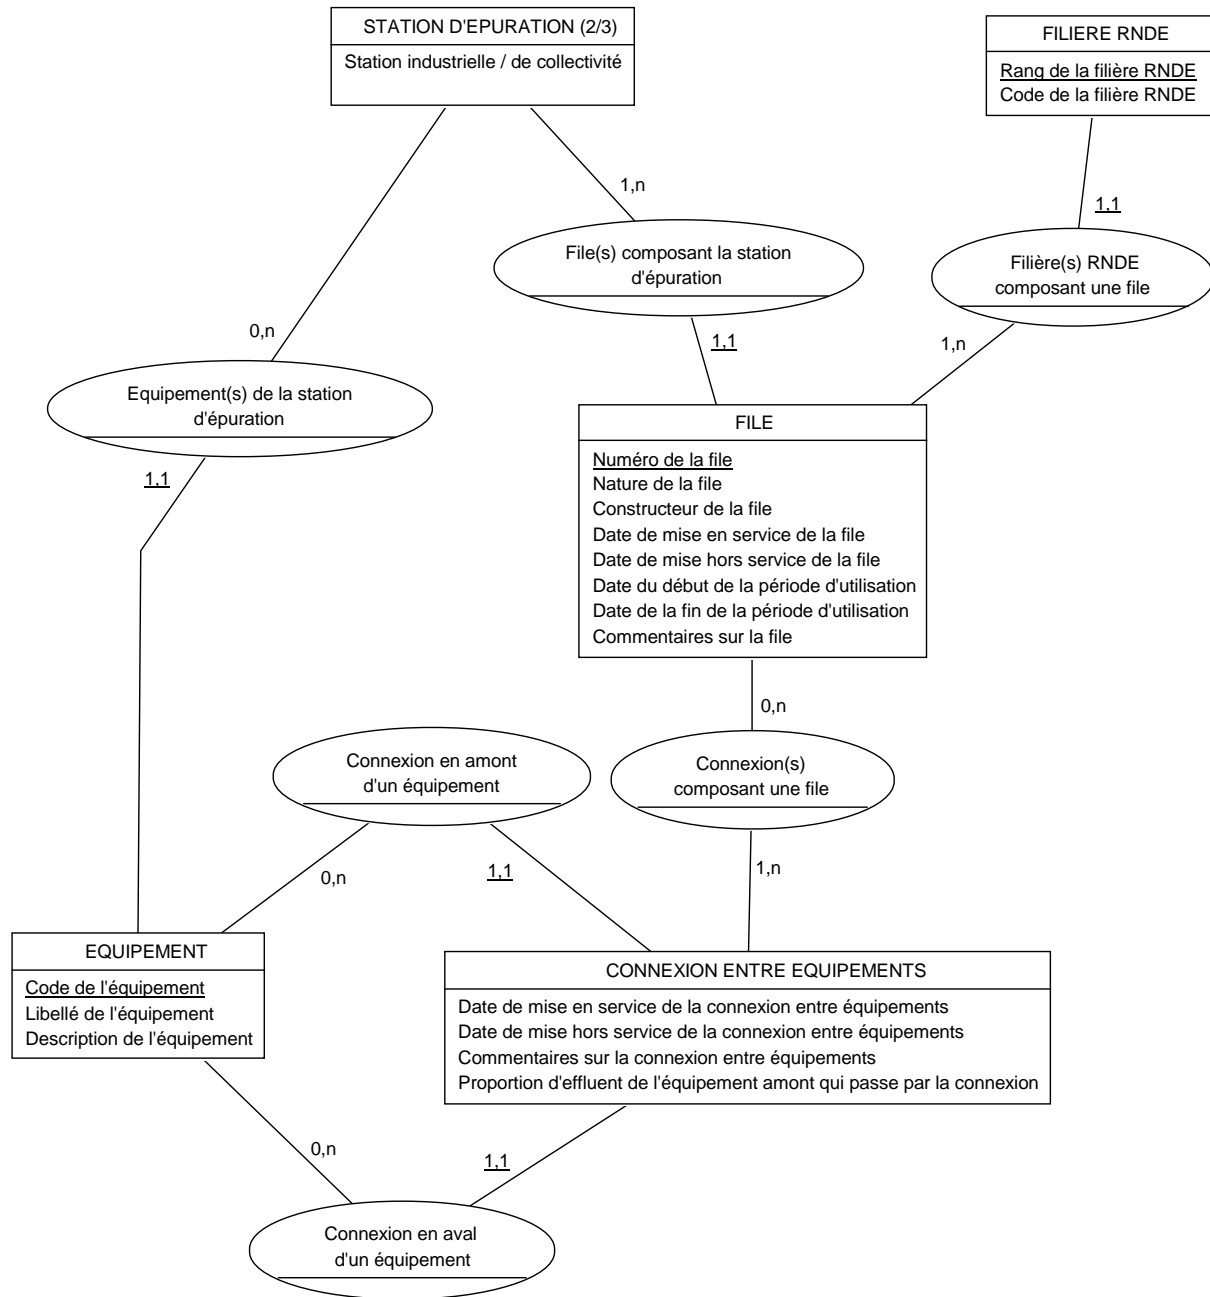 STATION D'EPURATION (2/3)
Station industrielle / de collectivité
FILIERE RNDE
Rang de la filière RNDE
Code de la filière RNDE
1,n
1,1
File(s) composant la station
d'épuration
Filière(s) RNDE
composant une file
0,n
1,1
1,n
Equipement(s) de la station
d'épuration
1,1
FILE
Numéro de la file
Nature de la file
Constructeur de la file
Date de mise en service de la file
Date de mise hors service de la file
Date du début de la période d'utilisation
Date de la fin de la période d'utilisation
Commentaires sur la file
0,n
Connexion en amont
d'un équipement
Connexion(s)
composant une file
0,n
1,1
1,n
EQUIPEMENT
Code de l'équipement
Libellé de l'équipement
Description de l'équipement
CONNEXION ENTRE EQUIPEMENTS
Date de mise en service de la connexion entre équipements
Date de mise hors service de la connexion entre équipements
Commentaires sur la connexion entre équipements
Proportion d'effluent de l'équipement amont qui passe par la connexion
0,n
1,1
Connexion en aval
d'un équipement